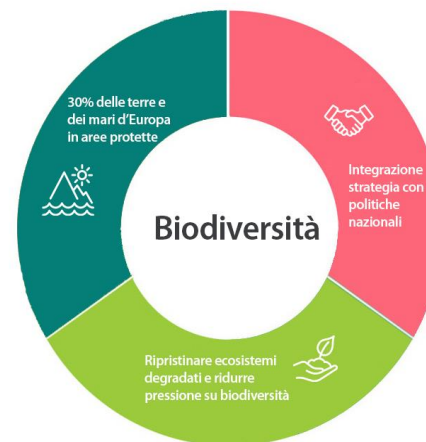 30% delle terre e
dei mari d'Europa
in aree protette
Integrazione
strategia con
politiche
nazionali
Biodiversità
Ripristinare ecosistemi
degradati e ridurre
pressione su biodiversità